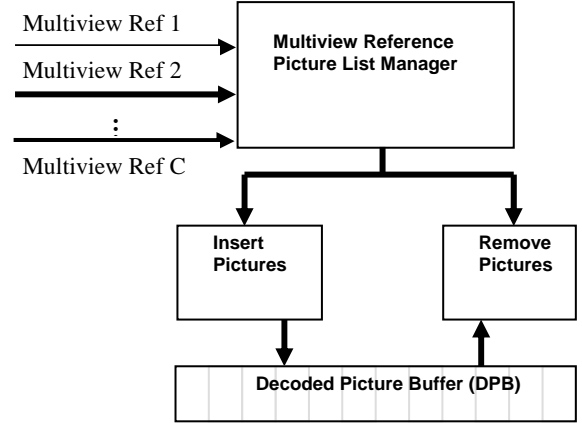 Multiview Ref 1
Multiview Ref 2
⋮
Multiview Ref C
Multiview Reference
Picture List Manager
Insert
Pictures
Remove
Pictures
Decoded Picture Buffer (DPB)